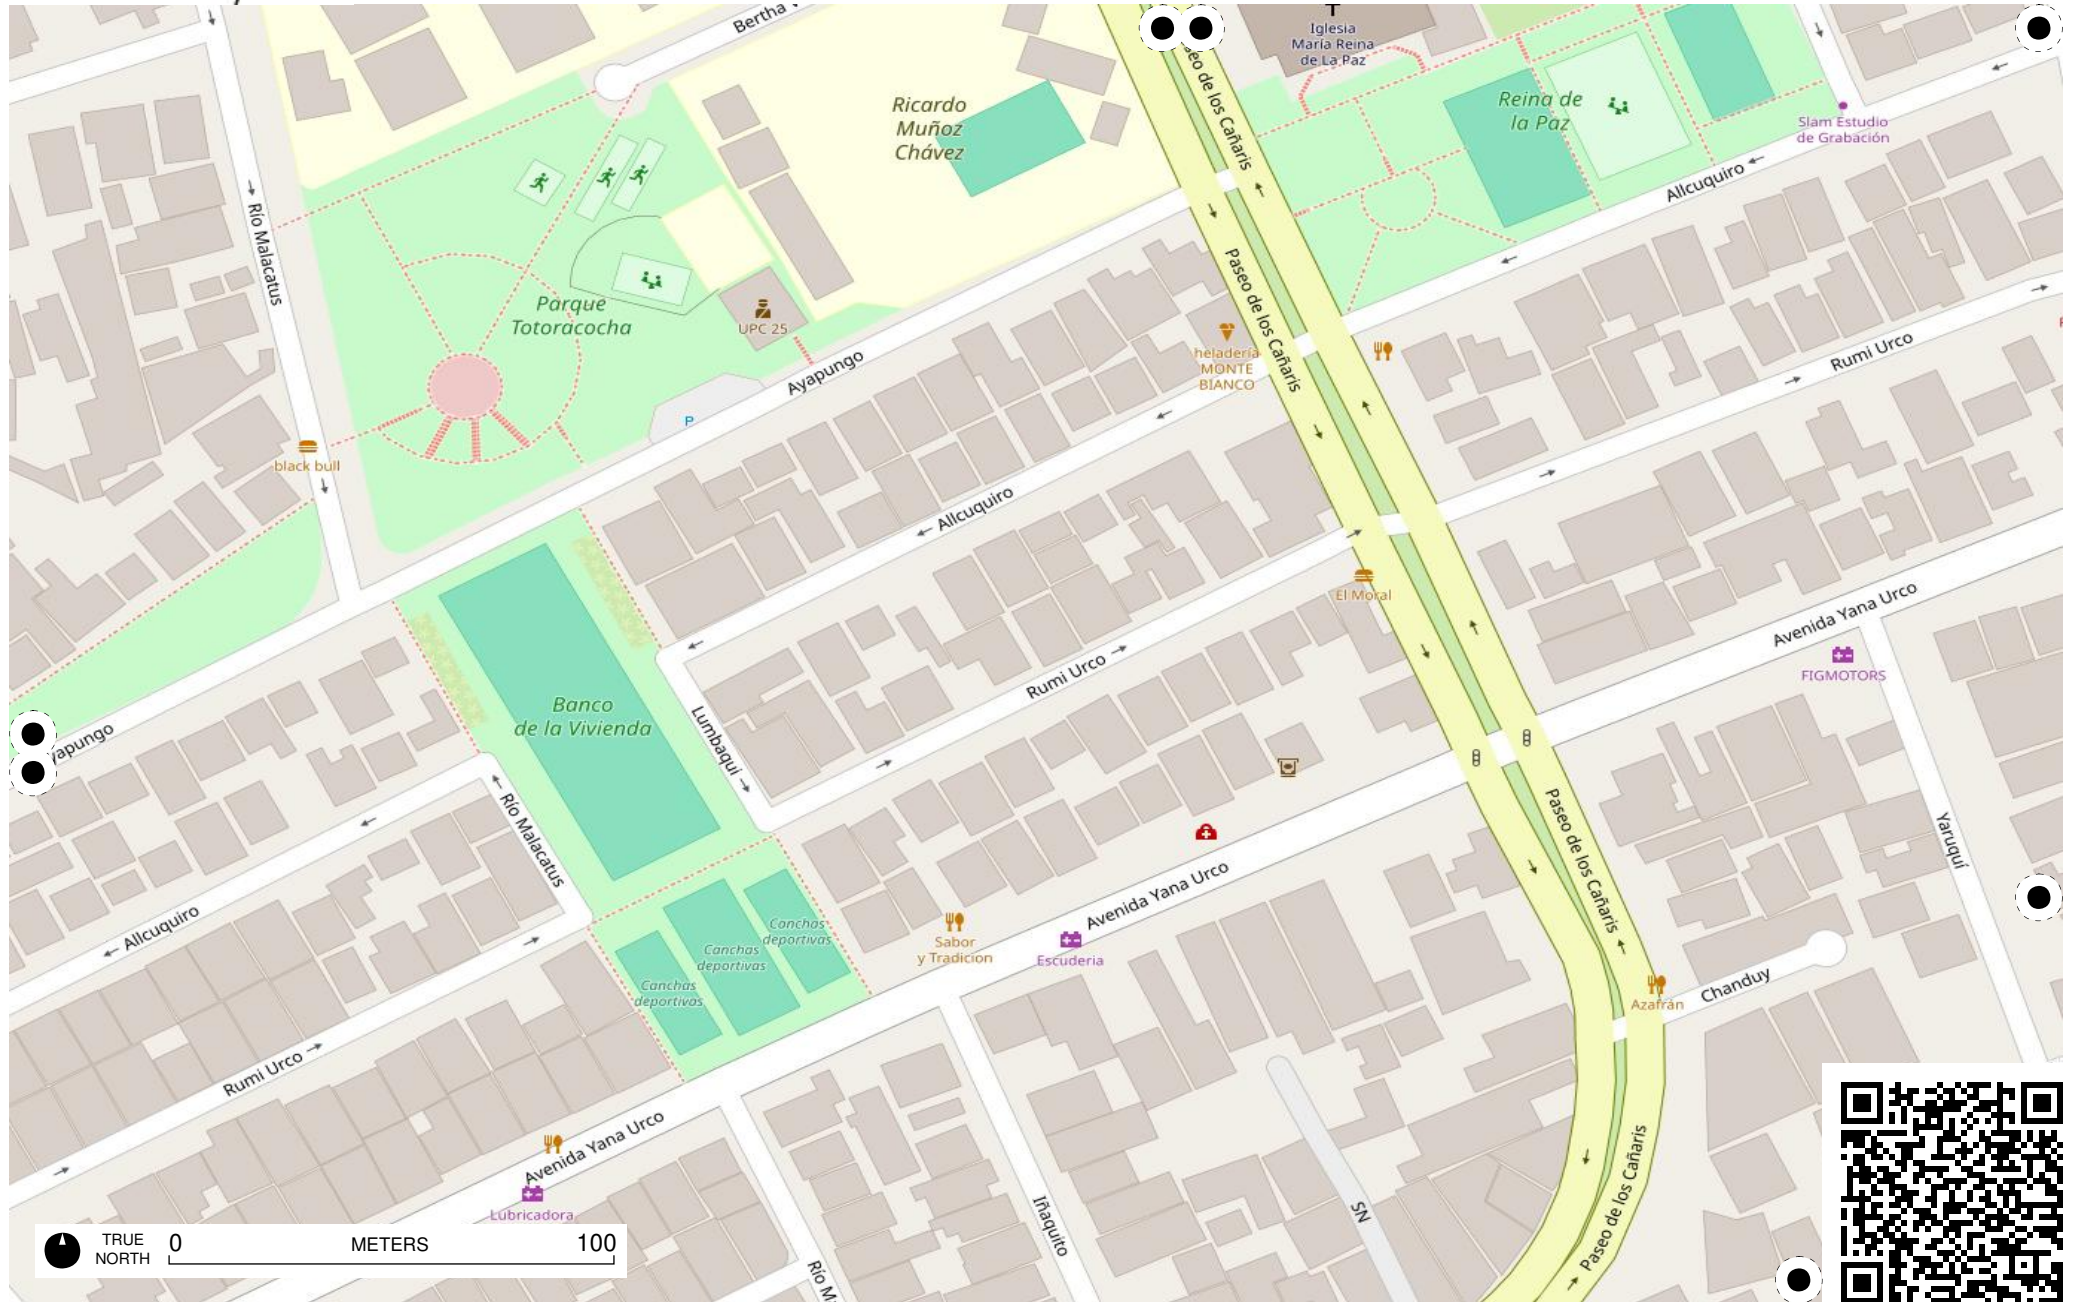 Bertha
Iglesia
María Reina
de La Paz
Paseo de los Cañaris
Ricardo
Muñoz
Chávez
Reina de
la Paz
Slam Estudio
de Grabación
Allcuquiro
Río Malacatus
Parque
Totoracocha
UPC 25
Paseo de los Cañaris
heladería
MONTE
BIANCO
Rumi Urco
Ayapungo
P
black bull
Allcuquiro
El Moral
Avenida Yana Urco
FIGMOTORS
Rumi Urco
Banco
de la Vivienda
Lumbaquí
Ayapungo
Río Malacatus
Paseo de los Cañaris
Yaruquí
Avenida Yana Urco
Allcuquiro
Canchas
deportivas
Canchas
deportivas
Canchas
deportivas
Sabor
y Tradicion
Escuderia
Azafrán
Chanduy
Rumi Urco
Avenida Yana Urco
Lubricadora
Iñaquito
SN
Paseo de los Cañaris
Río M
TRUE
NORTH
0 METERS 100